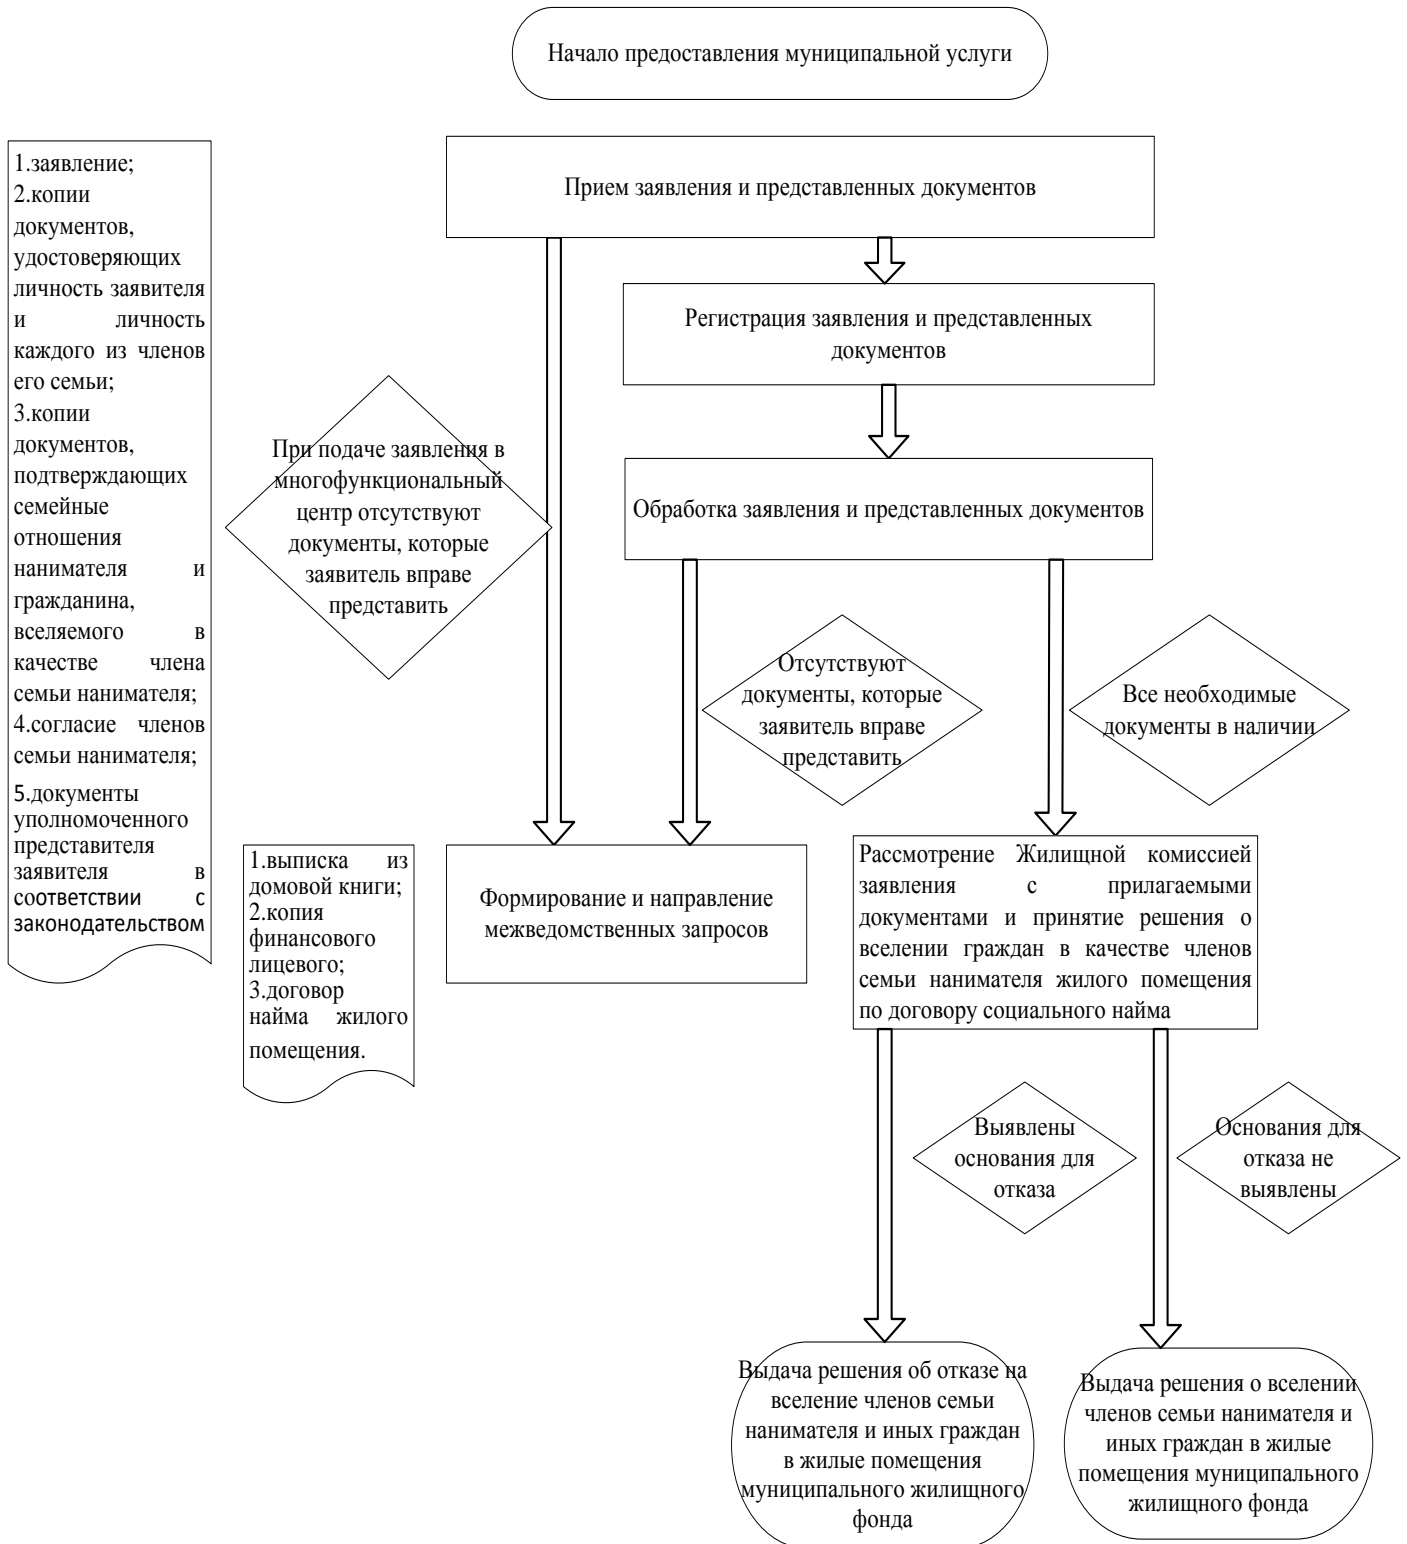 Начало предоставления муниципальной услуги
1.заявление;
2.копии
документов,
удостоверяющих
личность заявителя
и личность
каждого из членов
его семьи;
3.копии
документов,
подтверждающих
семейные
отношения
нанимателя и
гражданина,
вселяемого в
качестве члена
семьи нанимателя;
4.согласие членов
семьи нанимателя;
5.документы
уполномоченного
представителя
заявителя в
соответствии с
законодательством
Прием заявления и представленных документов
Регистрация заявления и представленных
документов
При подаче заявления в
многофункциональный
центр отсутствуют
документы, которые
заявитель вправе
представить
Обработка заявления и представленных документов
Отсутствуют
документы, которые
заявитель вправе
представить
Все необходимые
документы в наличии
1.выписка из
домовой книги;
2.копия
финансового
лицевого;
3.договор
найма жилого
помещения.
Формирование и направление
межведомственных запросов
Рассмотрение Жилищной комиссией
заявления с прилагаемыми
документами и принятие решения о
вселении граждан в качестве членов
семьи нанимателя жилого помещения
по договору социального найма
Выявлены
основания для
отказа
Основания для
отказа не
выявлены
Выдача решения об отказе на
вселение членов семьи
нанимателя и иных граждан
в жилые помещения
муниципального жилищного
фонда
Выдача решения о вселении
членов семьи нанимателя и
иных граждан в жилые
помещения муниципального
жилищного фонда